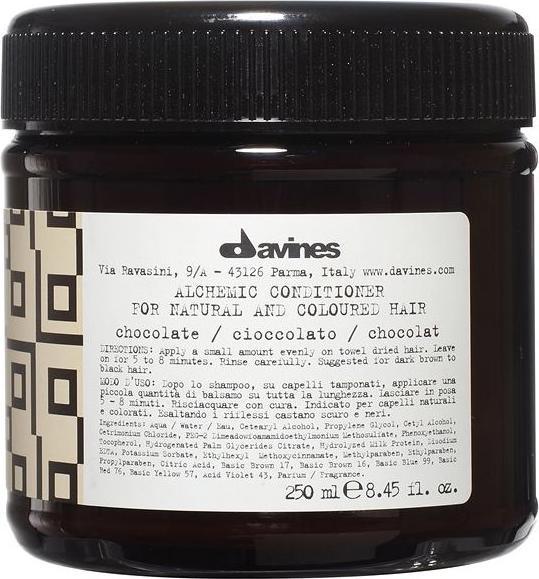 davines
Via Ravasini, 9/A - 43126 Parma, Italy www.davines.com
ALCHEMIC CONDITIONER
FOR NATURAL AND COLOURED HAIR
chocolate / cioccolato / chocolat
DIRECTIONS: Apply a small amount evenly on towel dried hair. Leave
on for 5 to 8 minutes. Rinse carefully. Suggested for dark brown to
black hair.
MODO D'USO: Dopo lo shampoo, su capelli tamponati, applicare una
piccola quantità di balsamo su tutta la lunghezza. Lasciare in posa
5 - 8 minuti. Risciacquare con cura. Indicato per capelli naturali
e colorati. Esaltando i riflessi castano scuro e neri.
Ingredients: Aqua / Water / Eau, Cetearyl Alcohol, Propylene Glycol, Cetyl Alcohol,
Cetrimonium Chloride, PEG-2 Dimeadowfoamamidoethylmonium Methosulfate, Phenoxyethanol,
Tocopherol, Hydrogenated Palm Glycerides Citrate, Hydrolyzed Milk Protein, Disodium
EDTA, Potassium Sorbate, Ethylhexyl Methoxycinnamate, Methylparaben, Ethylparaben,
Propylparaben, Citric Acid, Basic Brown 17, Basic Brown 16, Basic Blue 99, Basic
Red 76, Basic Yellow 57, Acid Violet 43, Parfum / Fragrance.
250 ml e 8.45 fl. oz.